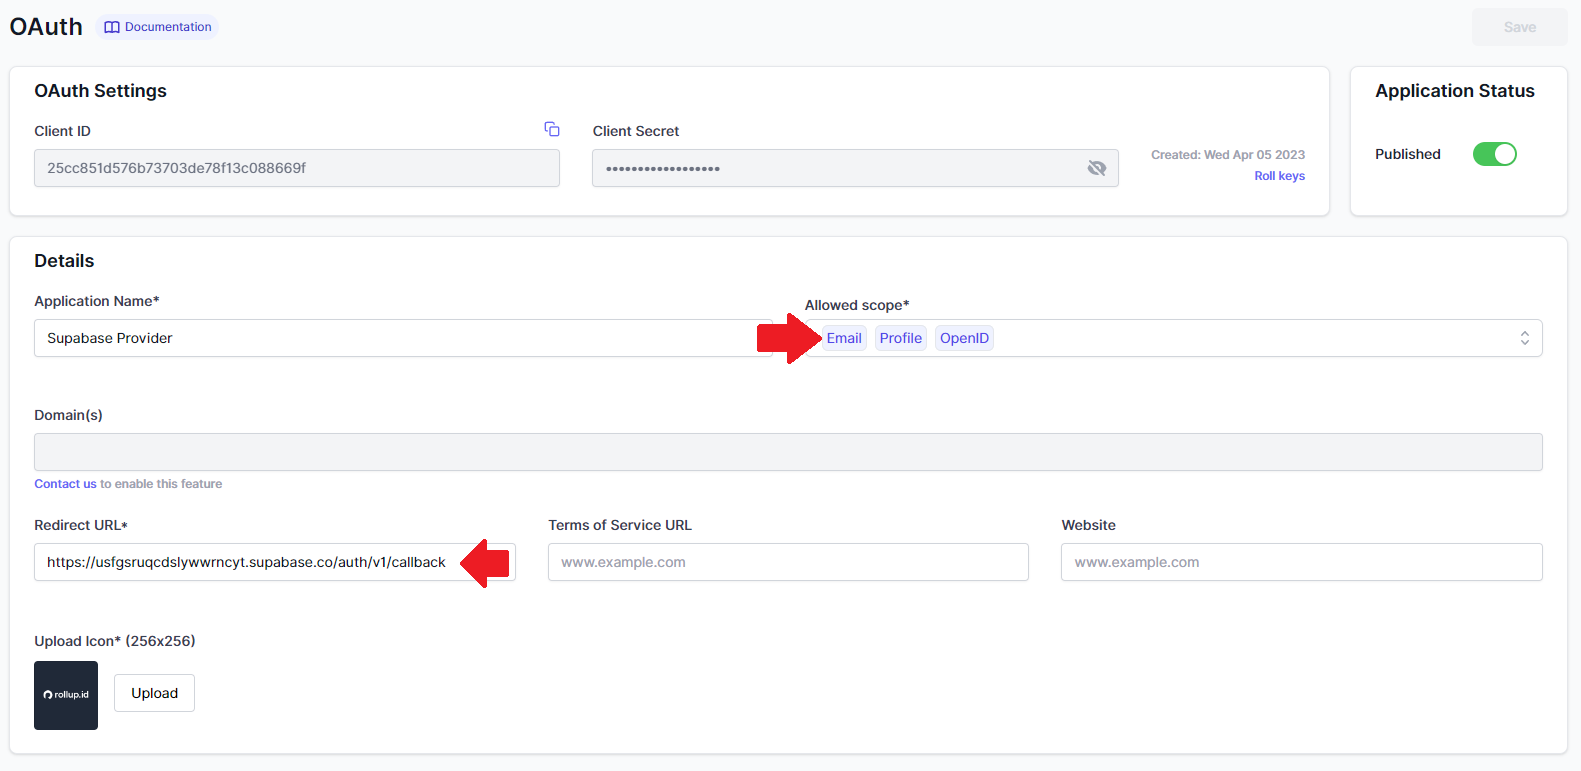 OAuth
Documentation
Save
OAuth Settings
Application Status
Client ID
Client Secret
25cc851d576b73703de78f13c088669f
••••••••••••••••••
Created: Wed Apr 05 2023
Roll keys
Published
Details
Application Name*
Allowed scope*
Supabase Provider
Email Profile OpenID
Domain(s)
Contact us to enable this feature
Redirect URL*
Terms of Service URL
Website
https://usfgsruqcdslywwrncyt.supabase.co/auth/v1/callback
www.example.com
www.example.com
Upload Icon* (256x256)
rollup.id
Upload